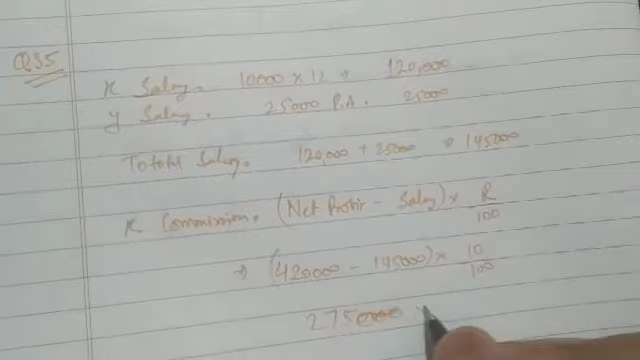 Q35
X Salary = 10000 × 12 = 120,000
Y Salary = 25000 P.A. = 25000
Total Salary = 120,000 + 25000 = 145000
X Commission = (Net Profit - Salary) × R/100
→ (420000 - 145000) × 10/100
275000